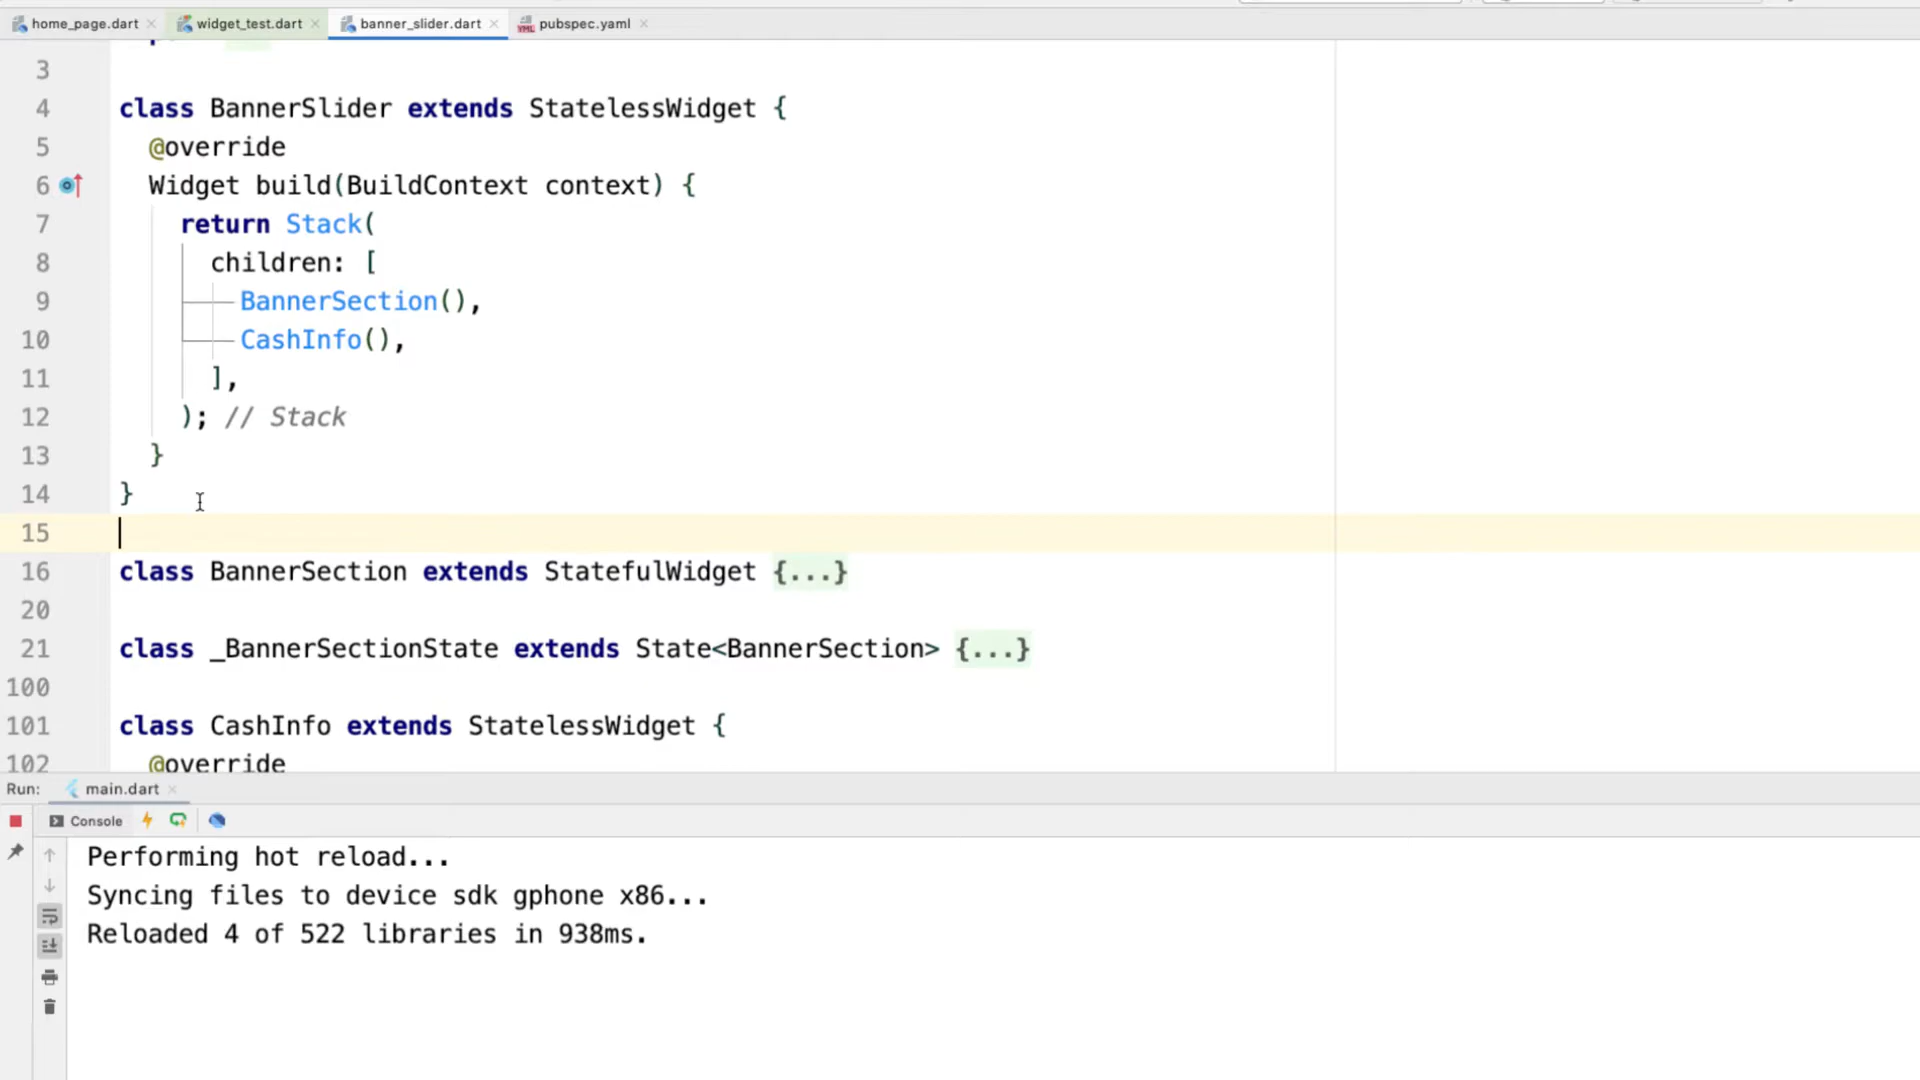 home_page.dart widget_test.dart banner_slider.dart pubspec.yaml
3
4 class BannerSlider extends StatelessWidget {
5 @override
6 Widget build(BuildContext context) {
7 return Stack(
8 children: [
9 BannerSection(),
10 CashInfo(),
11 ],
12 ); // Stack
13 }
14 }
15
16 class BannerSection extends StatefulWidget {...}
20
21 class _BannerSectionState extends State<BannerSection> {...}
100
101 class CashInfo extends StatelessWidget {
102 @override
Run: main.dart
Console
Performing hot reload...
Syncing files to device sdk gphone x86...
Reloaded 4 of 522 libraries in 938ms.